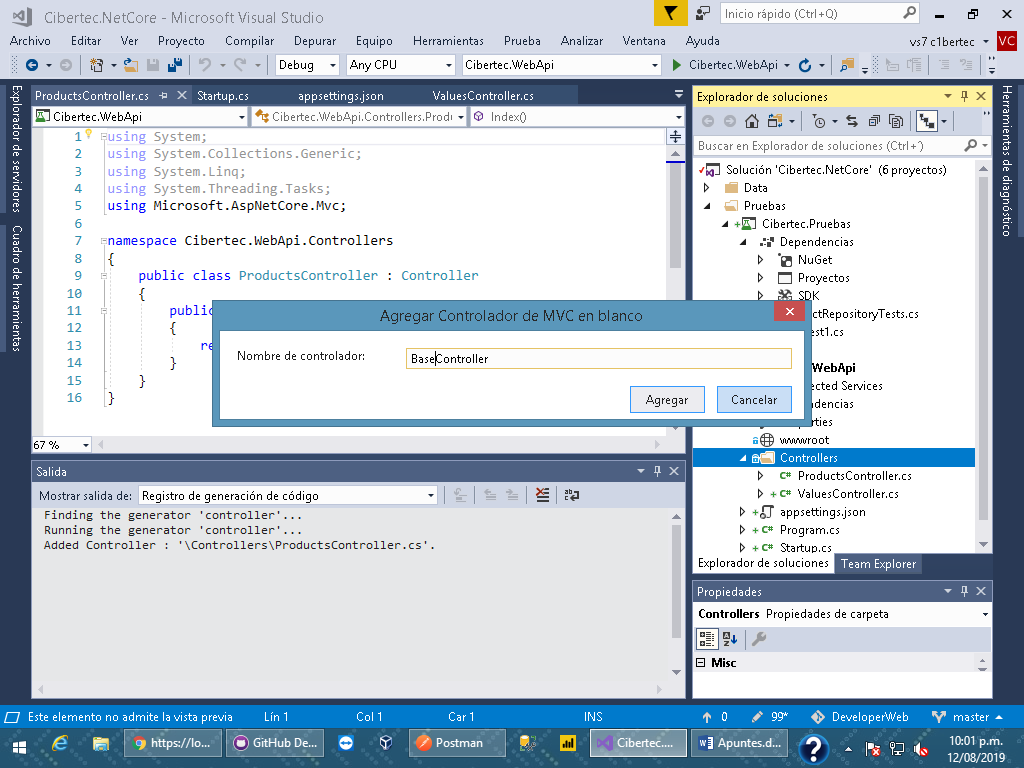 Cibertec.NetCore - Microsoft Visual Studio
Inicio rápido (Ctrl+Q)
Archivo Editar Ver Proyecto Compilar Depurar Equipo Herramientas Prueba Analizar Ventana Ayuda vs7 c1bertec VC
Debug Any CPU Cibertec.WebApi Cibertec.WebApi
Explorador de servidores
Cuadro de herramientas
ProductsController.cs Startup.cs appsettings.json ValuesController.cs
Cibertec.WebApi Cibertec.WebApi.Controllers.Prod Index()
1 using System;
2 using System.Collections.Generic;
3 using System.Linq;
4 using System.Threading.Tasks;
5 using Microsoft.AspNetCore.Mvc;
6
7 namespace Cibertec.WebApi.Controllers
8 {
9 public class ProductsController : Controller
10 {
11 public
12 {
13 re
14 }
15 }
16 }
67 %
Agregar Controlador de MVC en blanco
Nombre de controlador: BaseController
Agregar Cancelar
Salida
Mostrar salida de: Registro de generación de código
Finding the generator 'controller'...
Running the generator 'controller'...
Added Controller : '\Controllers\ProductsController.cs'.
Explorador de soluciones
Buscar en Explorador de soluciones (Ctrl+´)
Solución 'Cibertec.NetCore' (6 proyectos)
Data
Pruebas
Cibertec.Pruebas
Dependencias
NuGet
Proyectos
SDK
ctRepositoryTests.cs
est1.cs
WebApi
ected Services
ndencias
erties
wwwroot
Controllers
ProductsController.cs
ValuesController.cs
appsettings.json
Program.cs
Startup.cs
Explorador de soluciones Team Explorer
Propiedades
Controllers Propiedades de carpeta
Misc
Herramientas de diagnóstico
Este elemento no admite la vista previa Lín 1 Col 1 Car 1 INS 0 99* DeveloperWeb master
https://lo... GitHub De... Postman Cibertec.... Apuntes.d... 10:01 p.m.
12/08/2019